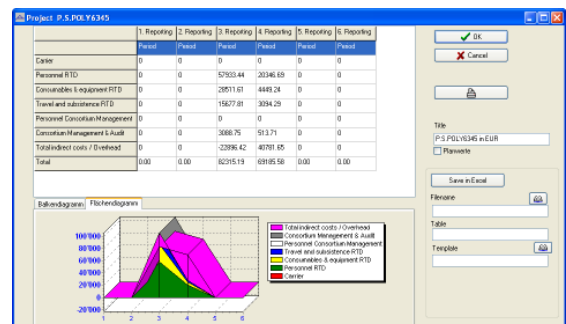 Project P.S.POLY6345
1. Reporting 2. Reporting 3. Reporting 4. Reporting 5. Reporting 6. Reporting
Period Period Period Period Period Period
Carrier 0 0 0 0 0 0
Personnel RTD 0 0 57933.44 20346.69 0 0
Consumables & equipment RTD 0 0 28511.61 4449.24 0 0
Travel and subsistence RTD 0 0 15677.81 3094.29 0 0
Personnel Consortium Management 0 0 0 0 0 0
Consortium Management & Audit 0 0 3088.75 513.71 0 0
Total indirect costs / Overhead 0 0 -22896.42 40781.65 0 0
Total 0.00 0.00 82315.19 69185.58 0.00 0.00
OK
Cancel
Title
P.S.POLY6345 in EUR
Planwerte
Save in Excel
Filename
Table
Template
Balkendiagramm Flächendiagramm
100'000
80'000
60'000
40'000
20'000
0
-20'000
1 2 3 4 5 6
Total indirect costs / Overhead
Consortium Management & Audit
Personnel Consortium Management
Travel and subsistence RTD
Consumables & equipment RTD
Personnel RTD
Carrier